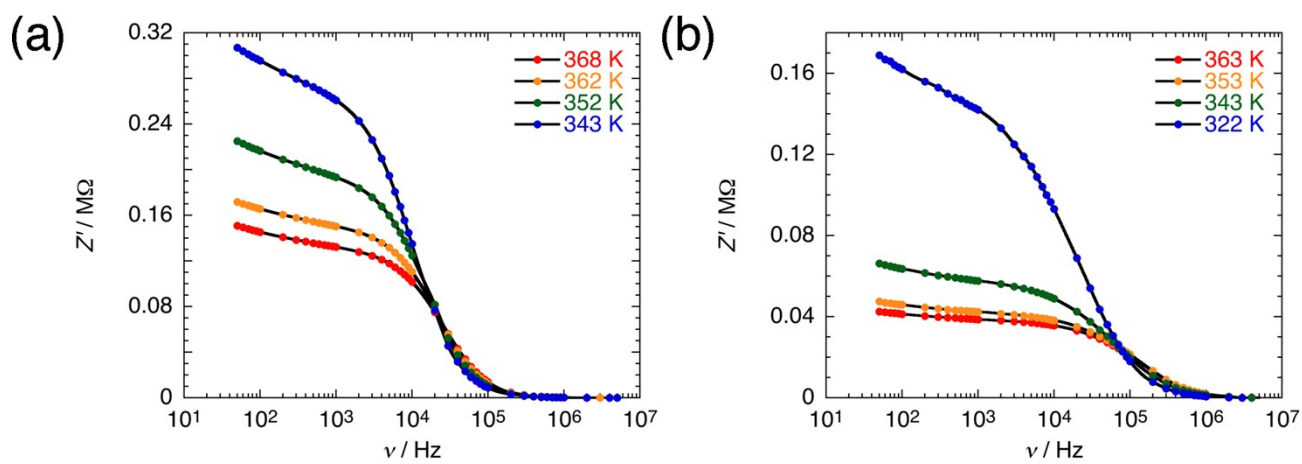 (a)
0.32
0.24
0.16
0.08
0
Z' / MΩ
10¹ 10² 10³ 10⁴ 10⁵ 10⁶ 10⁷
ν / Hz
368 K
362 K
352 K
343 K
(b)
0.16
0.12
0.08
0.04
0
Z' / MΩ
10¹ 10² 10³ 10⁴ 10⁵ 10⁶ 10⁷
ν / Hz
363 K
353 K
343 K
322 K